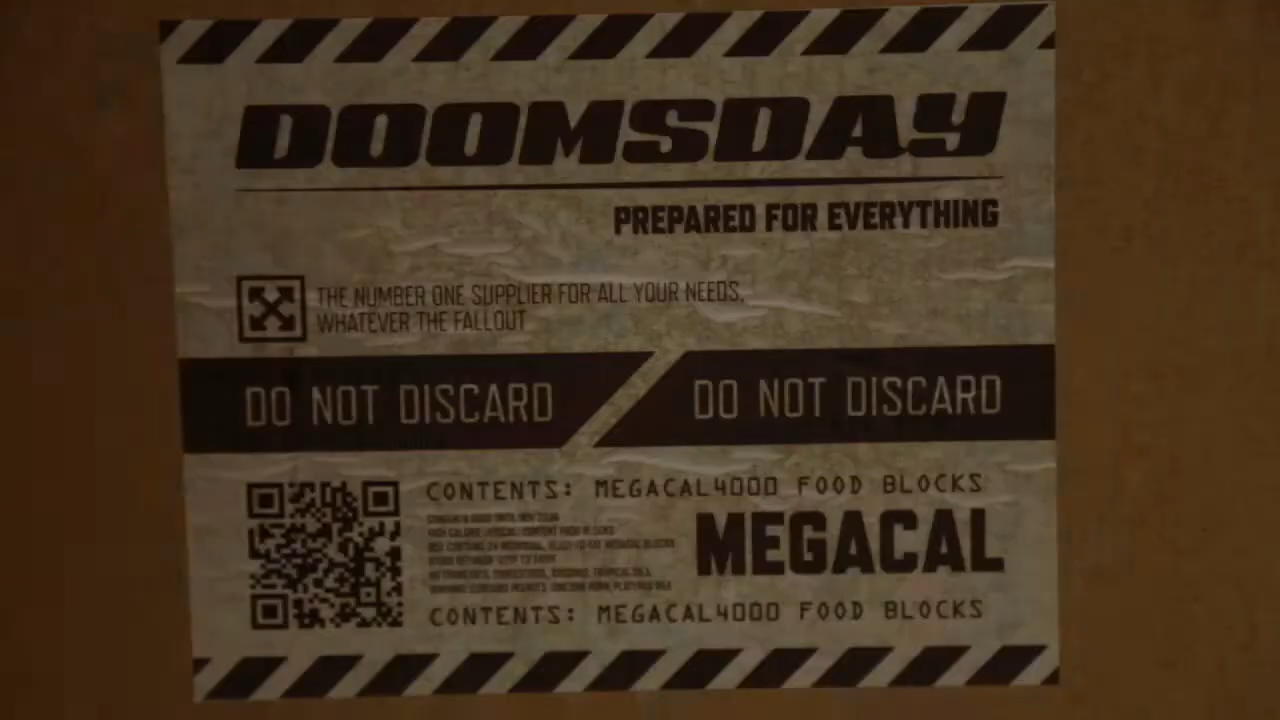 DOOMSDAY
PREPARED FOR EVERYTHING
THE NUMBER ONE SUPPLIER FOR ALL YOUR NEEDS,
WHATEVER THE FALLOUT
DO NOT DISCARD DO NOT DISCARD
CONTENTS: MEGACAL4000 FOOD BLOCKS
MEGACAL
CONTENTS: MEGACAL4000 FOOD BLOCKS